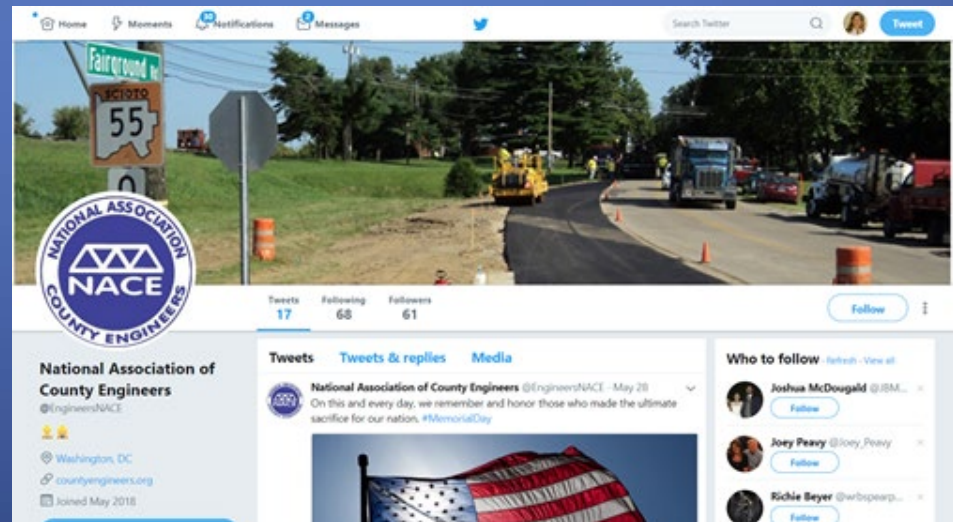 Home Moments Notifications Messages Search Twitter Tweet
Fairground Rd
SCIOTO
55
NATIONAL ASSOCIATION
NACE
COUNTY ENGINEERS
Tweets Following Followers
17 68 61
Follow
National Association of
County Engineers
@EngineersNACE
Washington, DC
countyengineers.org
Joined May 2018
Tweets Tweets & replies Media
National Association of County Engineers @EngineersNACE · May 28
On this and every day, we remember and honor those who made the ultimate
sacrifice for our nation. #MemorialDay
NACE
Who to follow · Refresh · View all
Joshua McDougald @JBM...
Follow
Joey Peavy @Joey_Peavy
Follow
Richie Beyer @wrbspearp...
Follow